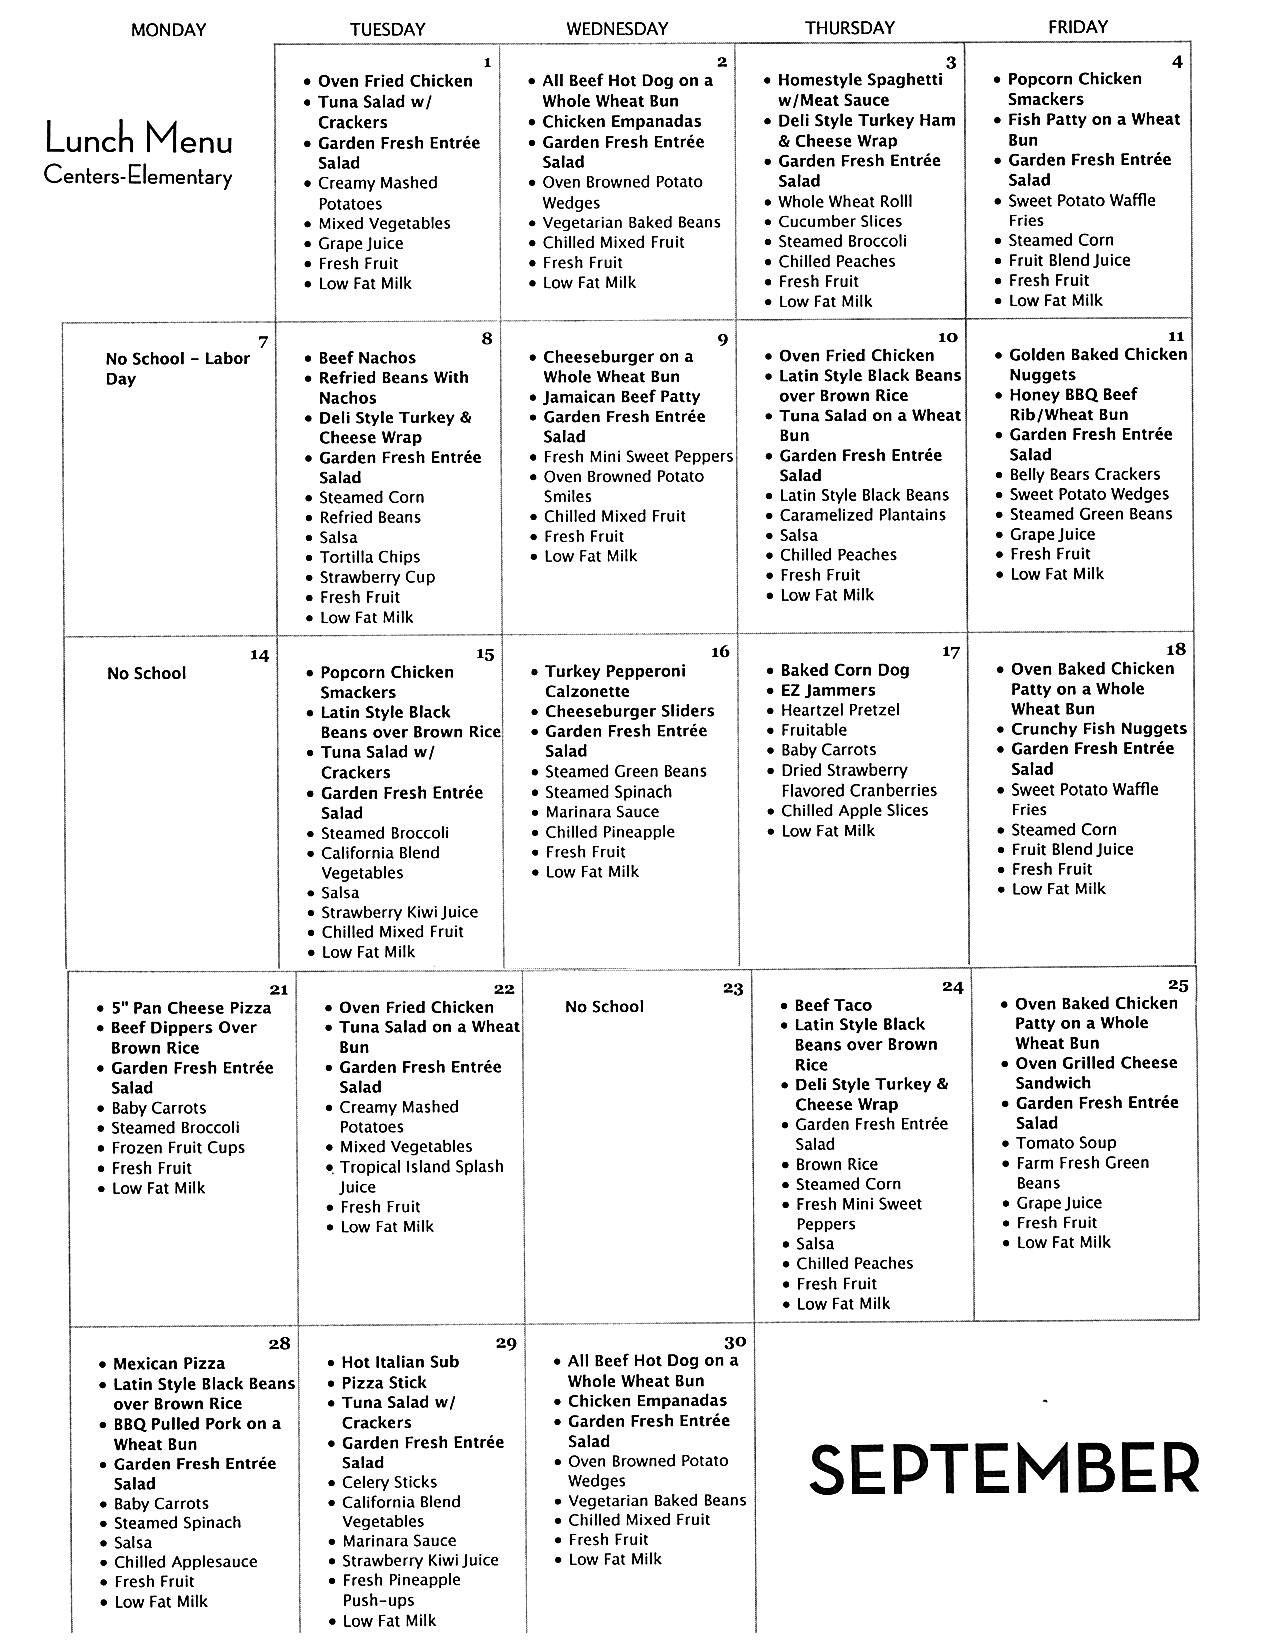 MONDAY
TUESDAY
WEDNESDAY
THURSDAY
FRIDAY
Lunch Menu
Centers-Elementary
1
• Oven Fried Chicken
• Tuna Salad w/
Crackers
• Garden Fresh Entrée
Salad
• Creamy Mashed
Potatoes
• Mixed Vegetables
• Grape Juice
• Fresh Fruit
• Low Fat Milk
2
• All Beef Hot Dog on a
Whole Wheat Bun
• Chicken Empanadas
• Garden Fresh Entrée
Salad
• Oven Browned Potato
Wedges
• Vegetarian Baked Beans
• Chilled Mixed Fruit
• Fresh Fruit
• Low Fat Milk
3
• Homestyle Spaghetti
w/Meat Sauce
• Deli Style Turkey Ham
& Cheese Wrap
• Garden Fresh Entrée
Salad
• Whole Wheat Rolll
• Cucumber Slices
• Steamed Broccoli
• Chilled Peaches
• Fresh Fruit
• Low Fat Milk
4
• Popcorn Chicken
Smackers
• Fish Patty on a Wheat
Bun
• Garden Fresh Entrée
Salad
• Sweet Potato Waffle
Fries
• Steamed Corn
• Fruit Blend Juice
• Fresh Fruit
• Low Fat Milk
7
No School – Labor
Day
8
• Beef Nachos
• Refried Beans With
Nachos
• Deli Style Turkey &
Cheese Wrap
• Garden Fresh Entrée
Salad
• Steamed Corn
• Refried Beans
• Salsa
• Tortilla Chips
• Strawberry Cup
• Fresh Fruit
• Low Fat Milk
9
• Cheeseburger on a
Whole Wheat Bun
• Jamaican Beef Patty
• Garden Fresh Entrée
Salad
• Fresh Mini Sweet Peppers
• Oven Browned Potato
Smiles
• Chilled Mixed Fruit
• Fresh Fruit
• Low Fat Milk
10
• Oven Fried Chicken
• Latin Style Black Beans
over Brown Rice
• Tuna Salad on a Wheat
Bun
• Garden Fresh Entrée
Salad
• Latin Style Black Beans
• Caramelized Plantains
• Salsa
• Chilled Peaches
• Fresh Fruit
• Low Fat Milk
11
• Golden Baked Chicken
Nuggets
• Honey BBQ Beef
Rib/Wheat Bun
• Garden Fresh Entrée
Salad
• Belly Bears Crackers
• Sweet Potato Wedges
• Steamed Green Beans
• Grape Juice
• Fresh Fruit
• Low Fat Milk
14
No School
15
• Popcorn Chicken
Smackers
• Latin Style Black
Beans over Brown Rice
• Tuna Salad w/
Crackers
• Garden Fresh Entrée
Salad
• Steamed Broccoli
• California Blend
Vegetables
• Salsa
• Strawberry Kiwi Juice
• Chilled Mixed Fruit
• Low Fat Milk
16
• Turkey Pepperoni
Calzonette
• Cheeseburger Sliders
• Garden Fresh Entrée
Salad
• Steamed Green Beans
• Steamed Spinach
• Marinara Sauce
• Chilled Pineapple
• Fresh Fruit
• Low Fat Milk
17
• Baked Corn Dog
• EZ Jammers
• Heartzel Pretzel
• Fruitable
• Baby Carrots
• Dried Strawberry
Flavored Cranberries
• Chilled Apple Slices
• Low Fat Milk
18
• Oven Baked Chicken
Patty on a Whole
Wheat Bun
• Crunchy Fish Nuggets
• Garden Fresh Entrée
Salad
• Sweet Potato Waffle
Fries
• Steamed Corn
• Fruit Blend Juice
• Fresh Fruit
• Low Fat Milk
21
• 5" Pan Cheese Pizza
• Beef Dippers Over
Brown Rice
• Garden Fresh Entrée
Salad
• Baby Carrots
• Steamed Broccoli
• Frozen Fruit Cups
• Fresh Fruit
• Low Fat Milk
22
• Oven Fried Chicken
• Tuna Salad on a Wheat
Bun
• Garden Fresh Entrée
Salad
• Creamy Mashed
Potatoes
• Mixed Vegetables
• Tropical Island Splash
Juice
• Fresh Fruit
• Low Fat Milk
23
No School
24
• Beef Taco
• Latin Style Black
Beans over Brown
Rice
• Deli Style Turkey &
Cheese Wrap
• Garden Fresh Entrée
Salad
• Brown Rice
• Steamed Corn
• Fresh Mini Sweet
Peppers
• Salsa
• Chilled Peaches
• Fresh Fruit
• Low Fat Milk
25
• Oven Baked Chicken
Patty on a Whole
Wheat Bun
• Oven Grilled Cheese
Sandwich
• Garden Fresh Entrée
Salad
• Tomato Soup
• Farm Fresh Green
Beans
• Grape Juice
• Fresh Fruit
• Low Fat Milk
28
• Mexican Pizza
• Latin Style Black Beans
over Brown Rice
• BBQ Pulled Pork on a
Wheat Bun
• Garden Fresh Entrée
Salad
• Baby Carrots
• Steamed Spinach
• Salsa
• Chilled Applesauce
• Fresh Fruit
• Low Fat Milk
29
• Hot Italian Sub
• Pizza Stick
• Tuna Salad w/
Crackers
• Garden Fresh Entrée
Salad
• Celery Sticks
• California Blend
Vegetables
• Marinara Sauce
• Strawberry Kiwi Juice
• Fresh Pineapple
Push-ups
• Low Fat Milk
30
• All Beef Hot Dog on a
Whole Wheat Bun
• Chicken Empanadas
• Garden Fresh Entrée
Salad
• Oven Browned Potato
Wedges
• Vegetarian Baked Beans
• Chilled Mixed Fruit
• Fresh Fruit
• Low Fat Milk
SEPTEMBER